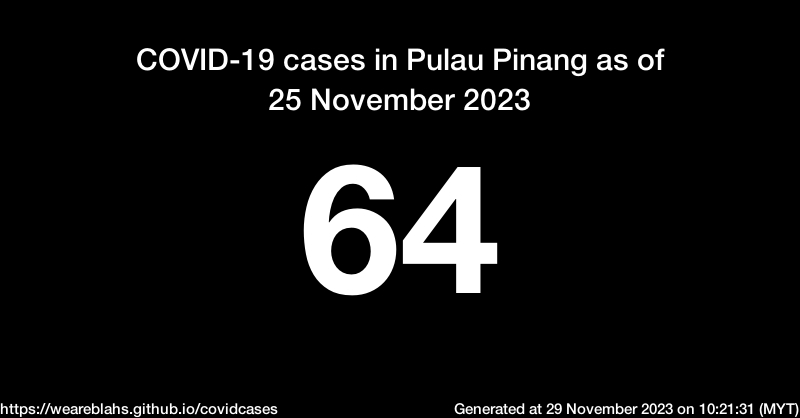 COVID-19 cases in Pulau Pinang as of
25 November 2023
64
https://weareblahs.github.io/covidcases
Generated at 29 November 2023 on 10:21:31 (MYT)